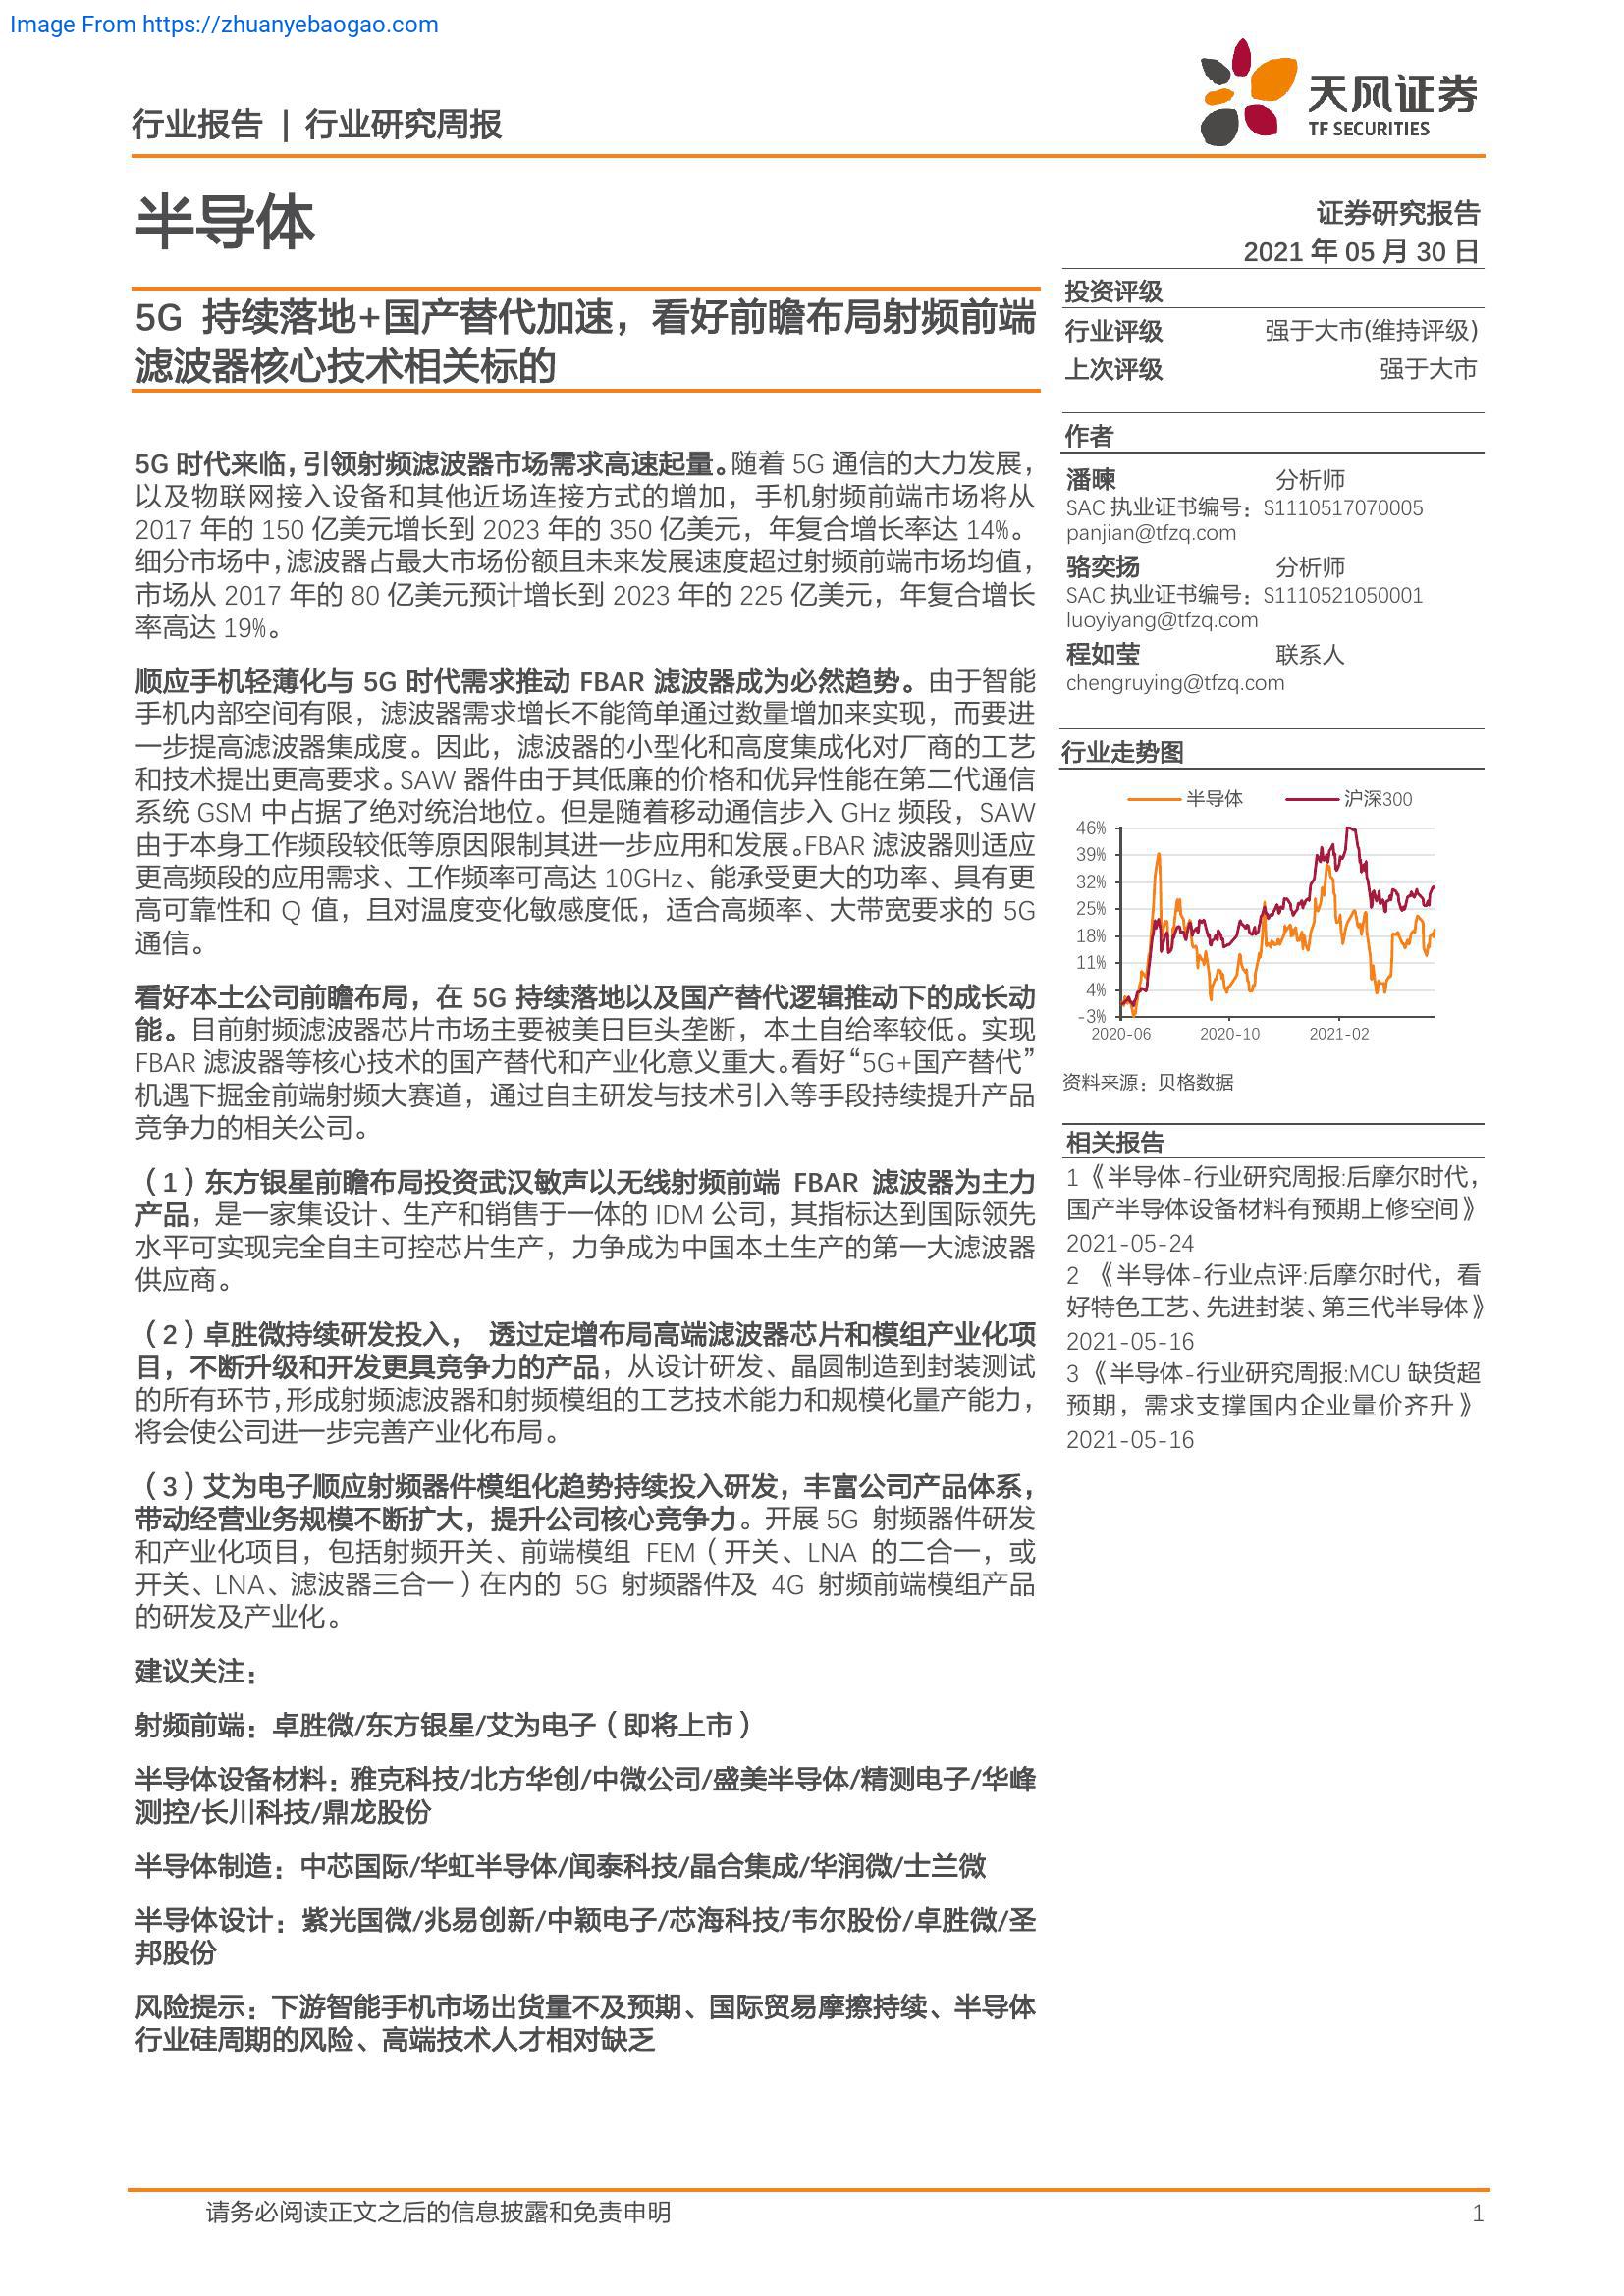 Image From https://zhuanyebaogao.com
行业报告 | 行业研究周报
天风证券
TF SECURITIES
半导体
证券研究报告
2021 年 05 月 30 日
5G 持续落地+国产替代加速，看好前瞻布局射频前端
滤波器核心技术相关标的
5G 时代来临，引领射频滤波器市场需求高速起量。随着 5G 通信的大力发展，
以及物联网接入设备和其他近场连接方式的增加，手机射频前端市场将从
2017 年的 150 亿美元增长到 2023 年的 350 亿美元，年复合增长率达 14%。
细分市场中，滤波器占最大市场份额且未来发展速度超过射频前端市场均值，
市场从 2017 年的 80 亿美元预计增长到 2023 年的 225 亿美元，年复合增长
率高达 19%。
顺应手机轻薄化与 5G 时代需求推动 FBAR 滤波器成为必然趋势。由于智能
手机内部空间有限，滤波器需求增长不能简单通过数量增加来实现，而要进
一步提高滤波器集成度。因此，滤波器的小型化和高度集成化对厂商的工艺
和技术提出更高要求。SAW 器件由于其低廉的价格和优异性能在第二代通信
系统 GSM 中占据了绝对统治地位。但是随着移动通信步入 GHz 频段，SAW
由于本身工作频段较低等原因限制其进一步应用和发展。FBAR 滤波器则适应
更高频段的应用需求、工作频率可高达 10GHz、能承受更大的功率、具有更
高可靠性和 Q 值，且对温度变化敏感度低，适合高频率、大带宽要求的 5G
通信。
看好本土公司前瞻布局，在 5G 持续落地以及国产替代逻辑推动下的成长动
能。目前射频滤波器芯片市场主要被美日巨头垄断，本土自给率较低。实现
FBAR 滤波器等核心技术的国产替代和产业化意义重大。看好“5G+国产替代”
机遇下掘金前端射频大赛道，通过自主研发与技术引入等手段持续提升产品
竞争力的相关公司。
（1）东方银星前瞻布局投资武汉敏声以无线射频前端 FBAR 滤波器为主力
产品，是一家集设计、生产和销售于一体的 IDM 公司，其指标达到国际领先
水平可实现完全自主可控芯片生产，力争成为中国本土生产的第一大滤波器
供应商。
（2）卓胜微持续研发投入， 透过定增布局高端滤波器芯片和模组产业化项
目，不断升级和开发更具竞争力的产品，从设计研发、晶圆制造到封装测试
的所有环节，形成射频滤波器和射频模组的工艺技术能力和规模化量产能力，
将会使公司进一步完善产业化布局。
（3）艾为电子顺应射频器件模组化趋势持续投入研发，丰富公司产品体系，
带动经营业务规模不断扩大，提升公司核心竞争力。开展 5G 射频器件研发
和产业化项目，包括射频开关、前端模组 FEM（开关、LNA 的二合一，或
开关、LNA、滤波器三合一）在内的 5G 射频器件及 4G 射频前端模组产品
的研发及产业化。
建议关注：
射频前端：卓胜微/东方银星/艾为电子（即将上市）
半导体设备材料：雅克科技/北方华创/中微公司/盛美半导体/精测电子/华峰
测控/长川科技/鼎龙股份
半导体制造：中芯国际/华虹半导体/闻泰科技/晶合集成/华润微/士兰微
半导体设计：紫光国微/兆易创新/中颖电子/芯海科技/韦尔股份/卓胜微/圣
邦股份
风险提示：下游智能手机市场出货量不及预期、国际贸易摩擦持续、半导体
行业硅周期的风险、高端技术人才相对缺乏
投资评级
行业评级 强于大市(维持评级)
上次评级 强于大市
作者
潘暕 分析师
SAC 执业证书编号：S1110517070005
panjian@tfzq.com
骆奕扬 分析师
SAC 执业证书编号：S1110521050001
luoyiyang@tfzq.com
程如莹 联系人
chengruying@tfzq.com
行业走势图
半导体 沪深300
46%
39%
32%
25%
18%
11%
4%
-3%
2020-06 2020-10 2021-02
资料来源：贝格数据
相关报告
1 《半导体-行业研究周报:后摩尔时代，
国产半导体设备材料有预期上修空间》
2021-05-24
2 《半导体-行业点评:后摩尔时代，看
好特色工艺、先进封装、第三代半导体》
2021-05-16
3 《半导体-行业研究周报:MCU 缺货超
预期，需求支撑国内企业量价齐升》
2021-05-16
请务必阅读正文之后的信息披露和免责申明 1